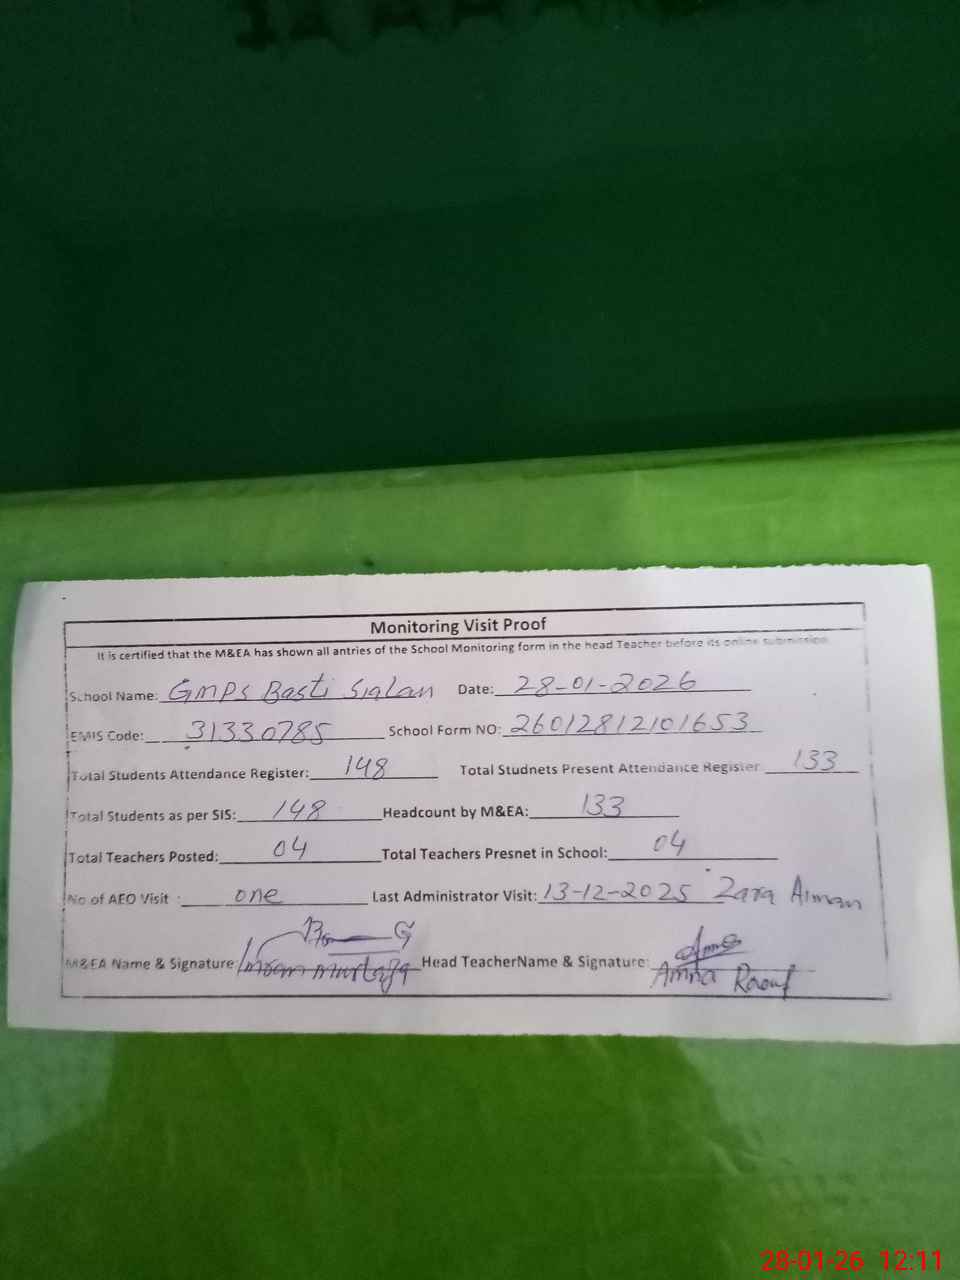 Monitoring Visit Proof
It is certified that the M&EA has shown all antries of the School Monitoring form in the head Teacher before its online submission.
School Name: GMPS Basti Sialan Date: 28-01-2026
EMIS Code: 31330785 School Form NO: 26012812101653
Total Students Attendance Register: 148 Total Studnets Present Attendance Register 133
Total Students as per SIS: 148 Headcount by M&EA: 133
Total Teachers Posted: 04 Total Teachers Presnet in School: 04
No of AEO Visit : one Last Administrator Visit: 13-12-2025 Zara Aiman
M&EA Name & Signature: murtaza Head TeacherName & Signature: Amna Raouf
28-01-26 12:11